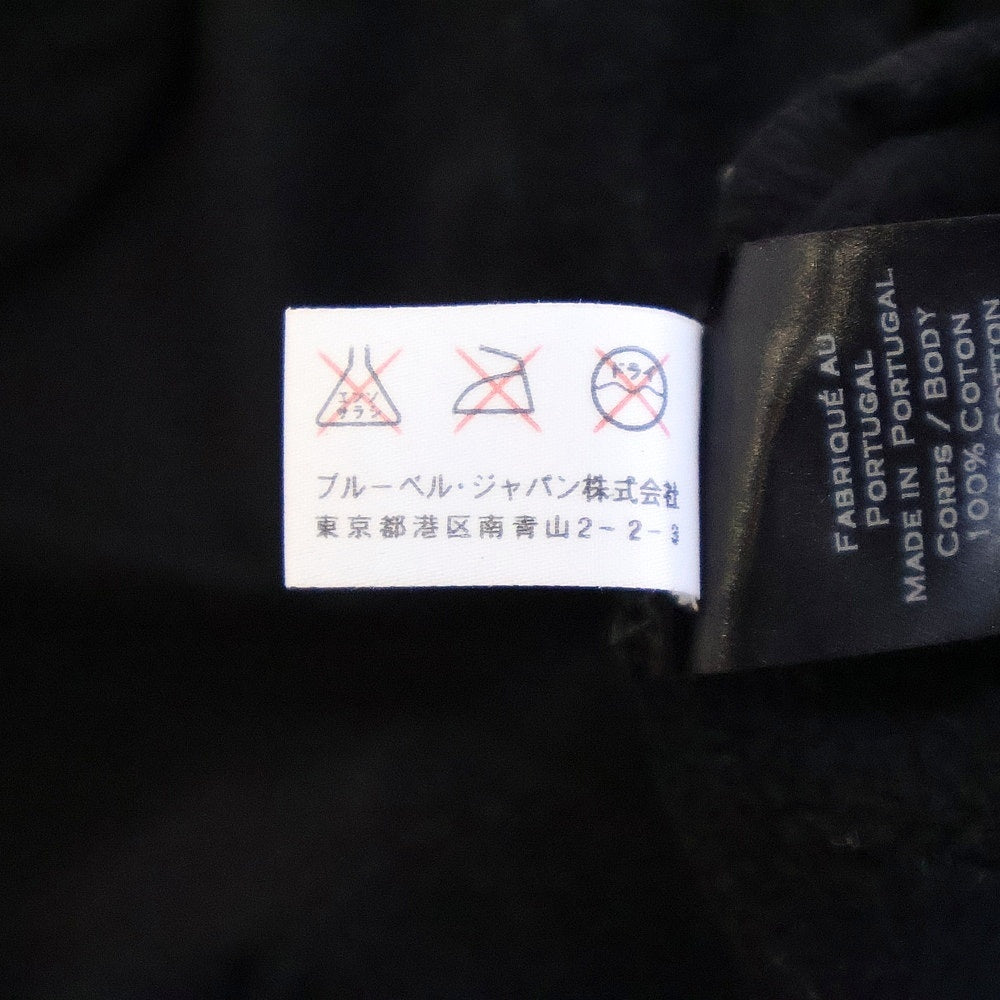 エンソ
サラシ
ドライ
ブルーベル・ジャパン株式会社
東京都港区南青山2-2-3
FABRIQUÉ AU
PORTUGAL
MADE IN PORTUGAL
CORPS / BODY
100% COTON
COTTON